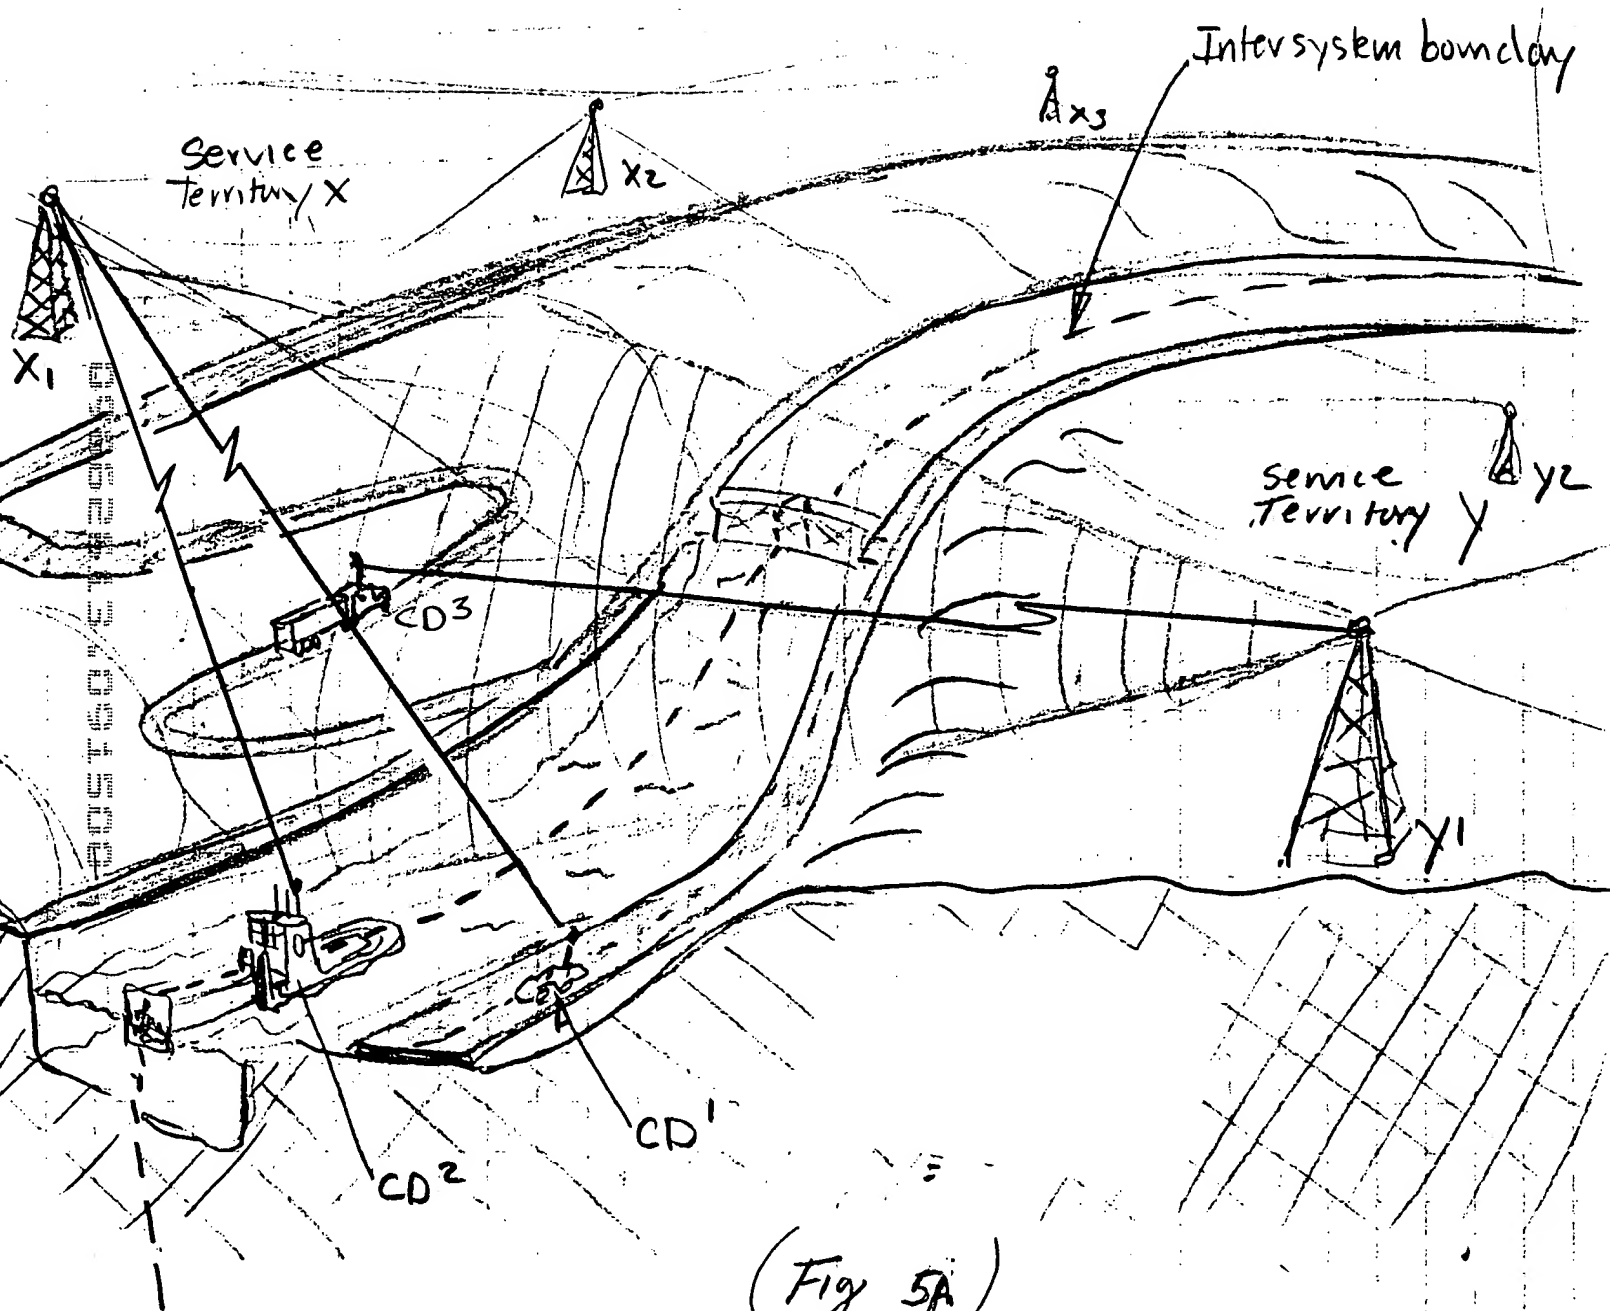 Intersystem boundary
X3
Service
Territory X
X2
X1
Service
Territory Y
Y2
CD3
Y1
CD1
CD2
(Fig 5A)